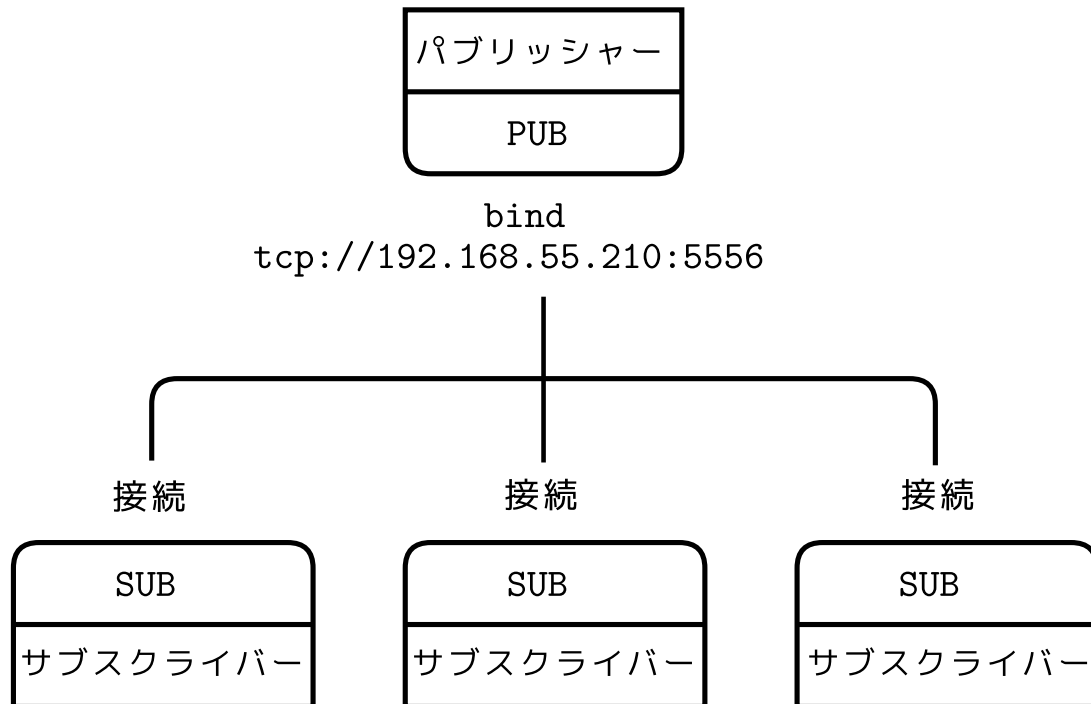 パブリッシャー
PUB
bind
tcp://192.168.55.210:5556
接続
接続
接続
SUB
SUB
SUB
サブスクライバー
サブスクライバー
サブスクライバー